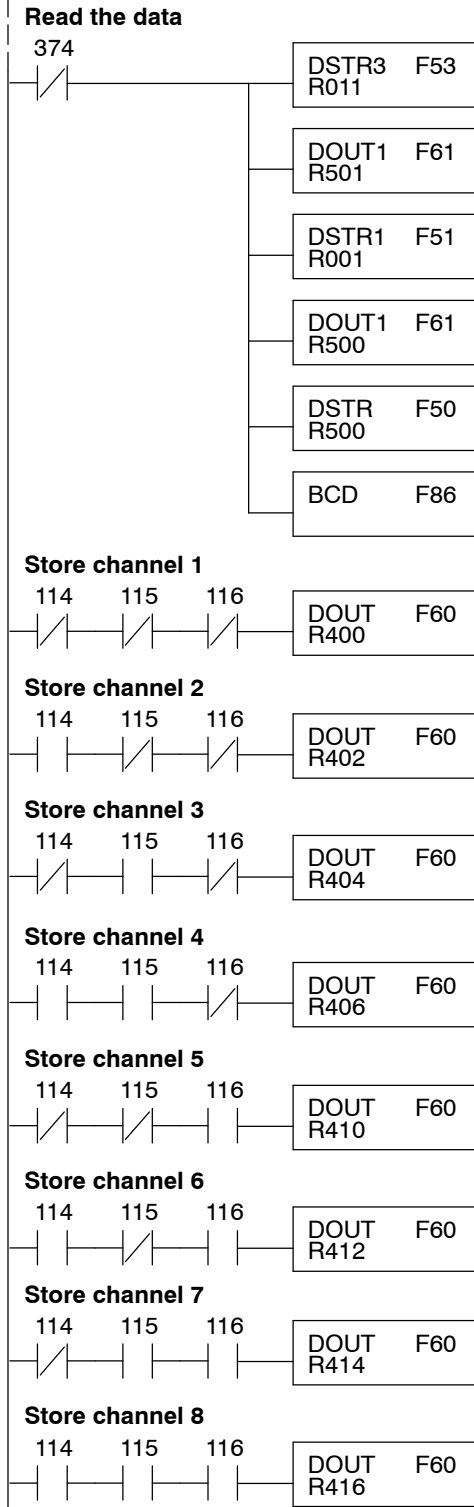 Read the data
374
DSTR3 F53
R011
DOUT1 F61
R501
DSTR1 F51
R001
DOUT1 F61
R500
DSTR F50
R500
BCD F86
Store channel 1
114 115 116
DOUT F60
R400
Store channel 2
114 115 116
DOUT F60
R402
Store channel 3
114 115 116
DOUT F60
R404
Store channel 4
114 115 116
DOUT F60
R406
Store channel 5
114 115 116
DOUT F60
R410
Store channel 6
114 115 116
DOUT F60
R412
Store channel 7
114 115 116
DOUT F60
R414
Store channel 8
114 115 116
DOUT F60
R416